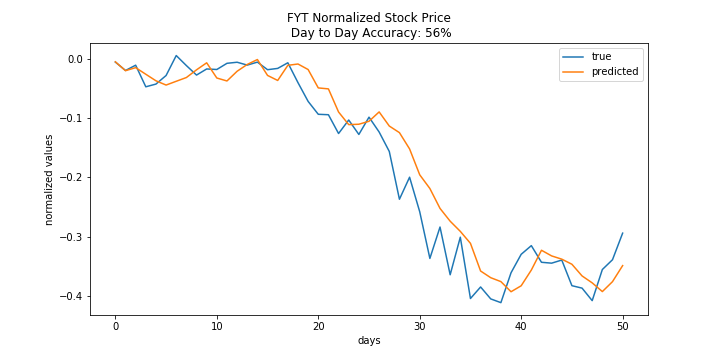 FYT Normalized Stock Price
Day to Day Accuracy: 56%
true
predicted
normalized values
0.0
−0.1
−0.2
−0.3
−0.4
0 10 20 30 40 50
days